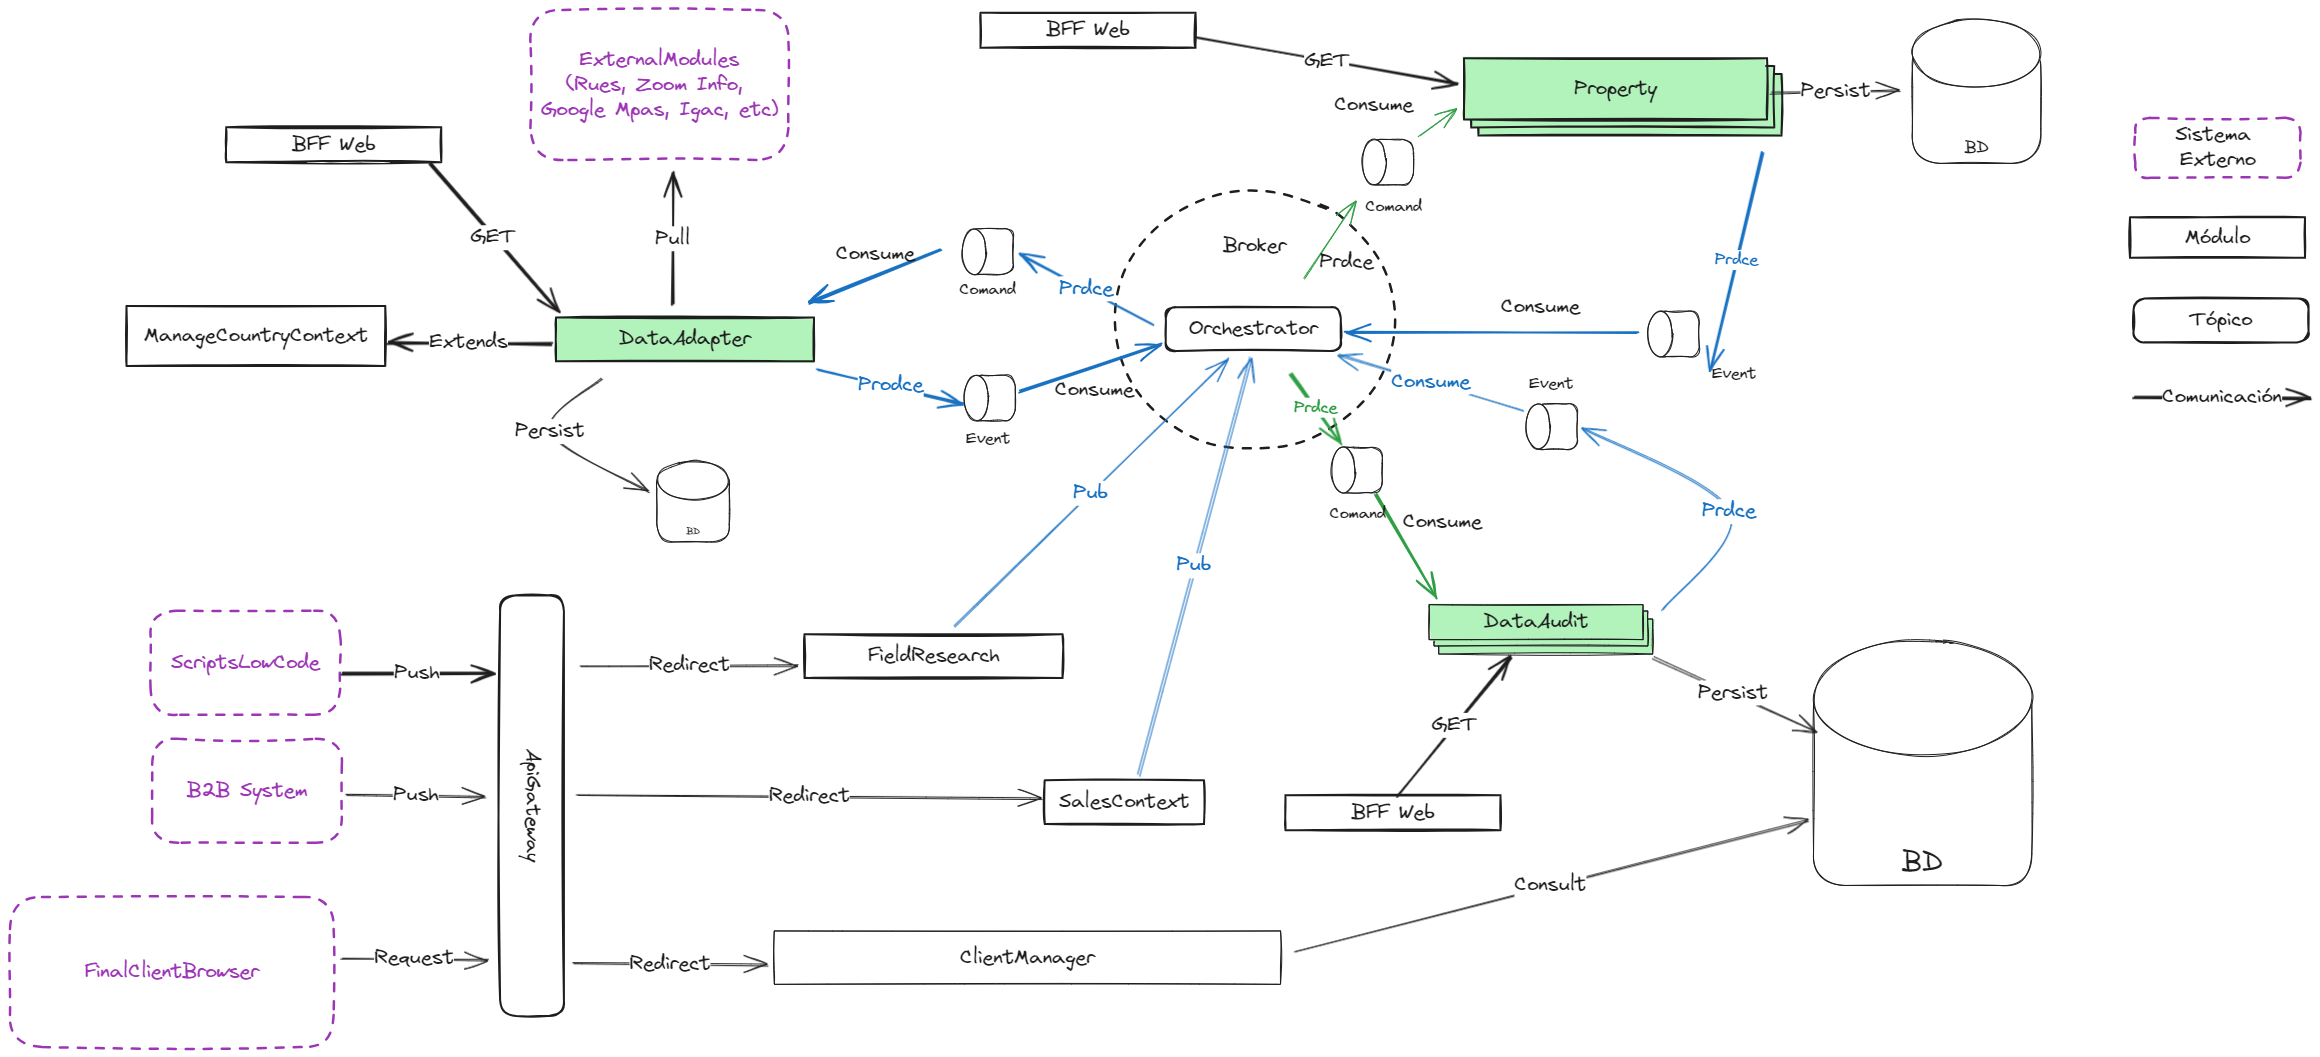 BFF Web
GET
Property
Persist
BD
Consume
Comand
ExternalModules
(Rues, Zoom Info,
Google Mpas, Igac, etc)
BFF Web
GET
Pull
ManageCountryContext
Extends
DataAdapter
Persist
BD
Consume
Comand
Prdce
Prodce
Event
Consume
Broker
Prdce
Orchestrator
Consume
Prdce
Event
Consume
Event
Prdce
Prdce
Comand
Consume
Pub
Pub
DataAudit
Persist
GET
BFF Web
BD
Consult
ScriptsLowCode
Push
B2B System
Push
FinalClientBrowser
Request
ApiGateway
Redirect
FieldResearch
Redirect
SalesContext
Redirect
ClientManager
Sistema
Externo
Módulo
Tópico
Comunicación